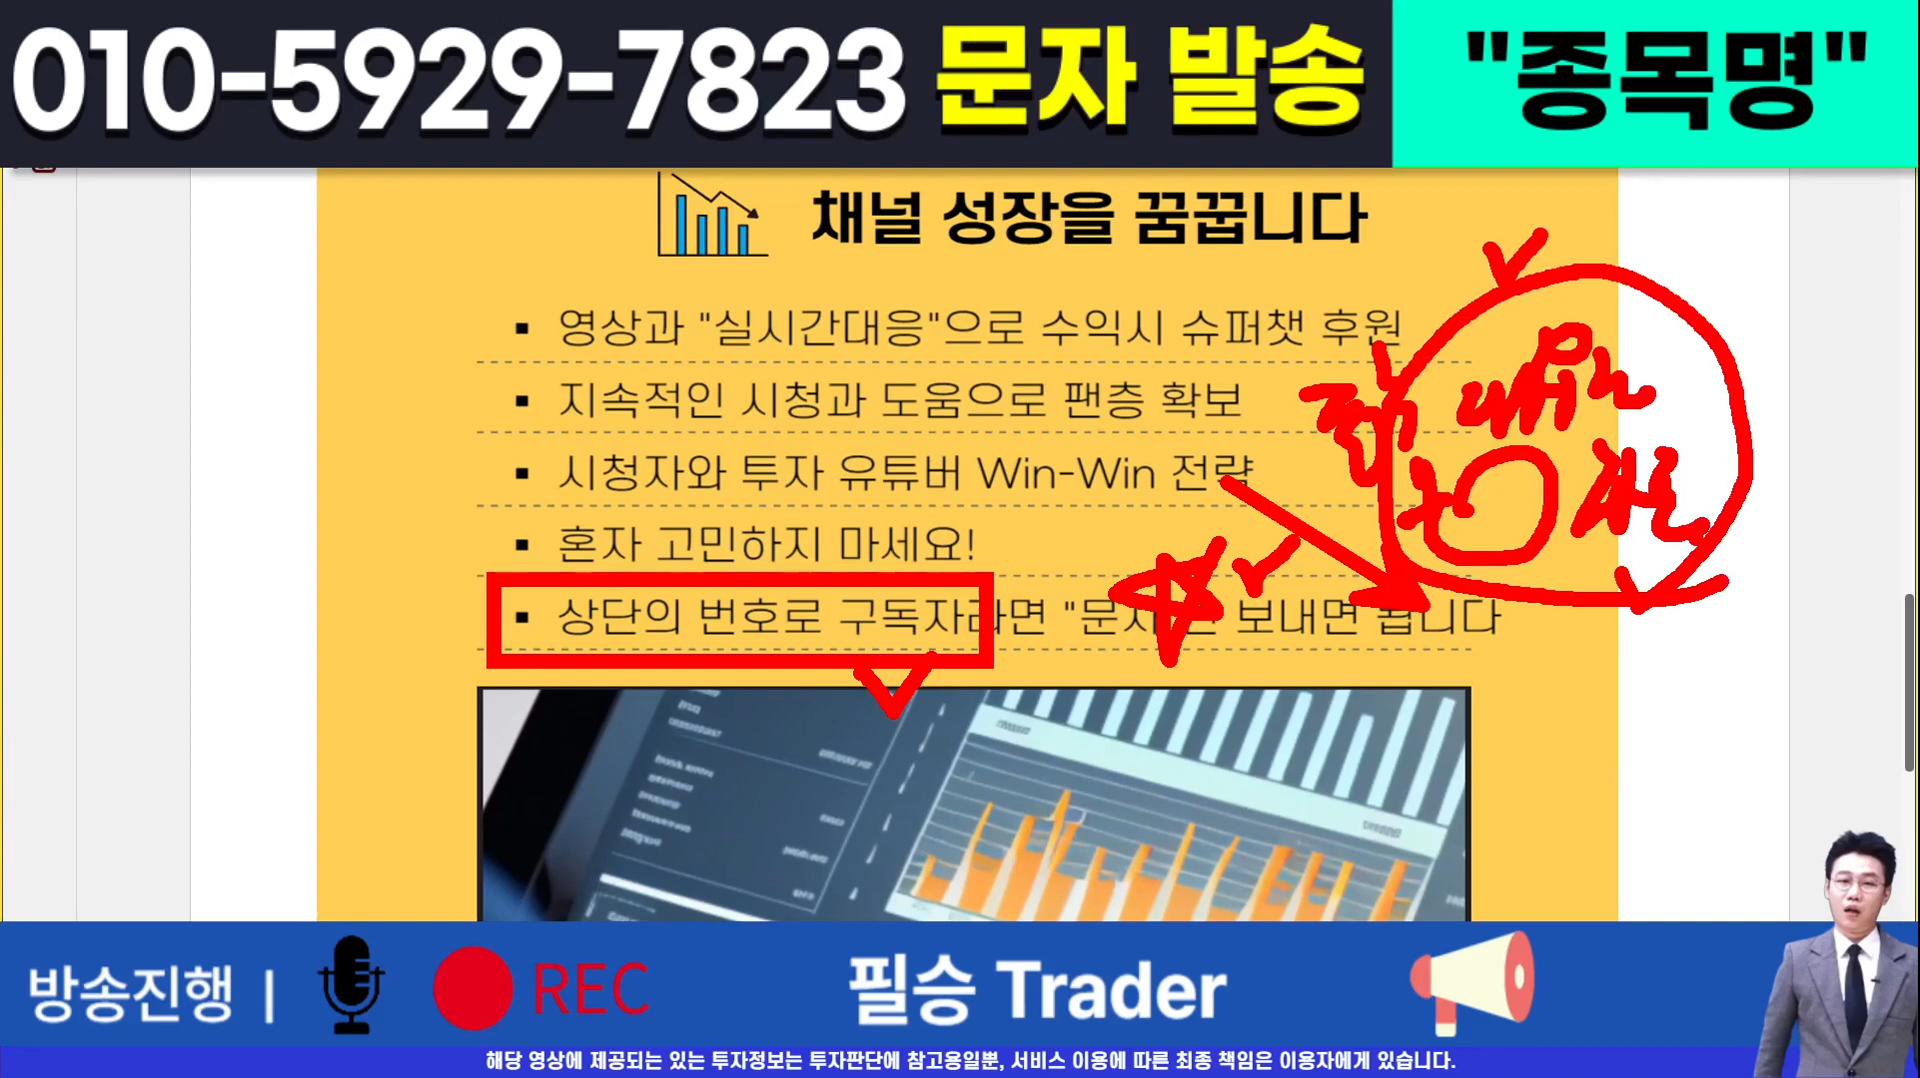 010-5929-7823 문자 발송 "종목명"
채널 성장을 꿈꿉니다
▪ 영상과 "실시간대응"으로 수익시 슈퍼챗 후원
▪ 지속적인 시청과 도움으로 팬층 확보
▪ 시청자와 투자 유튜버 Win-Win 전략
▪ 혼자 고민하지 마세요!
▪ 상단의 번호로 구독자라면 "문자" 보내면 됩니다
방송진행 | REC 필승 Trader
해당 영상에 제공되는 있는 투자정보는 투자판단에 참고용일뿐, 서비스 이용에 따른 최종 책임은 이용자에게 있습니다.